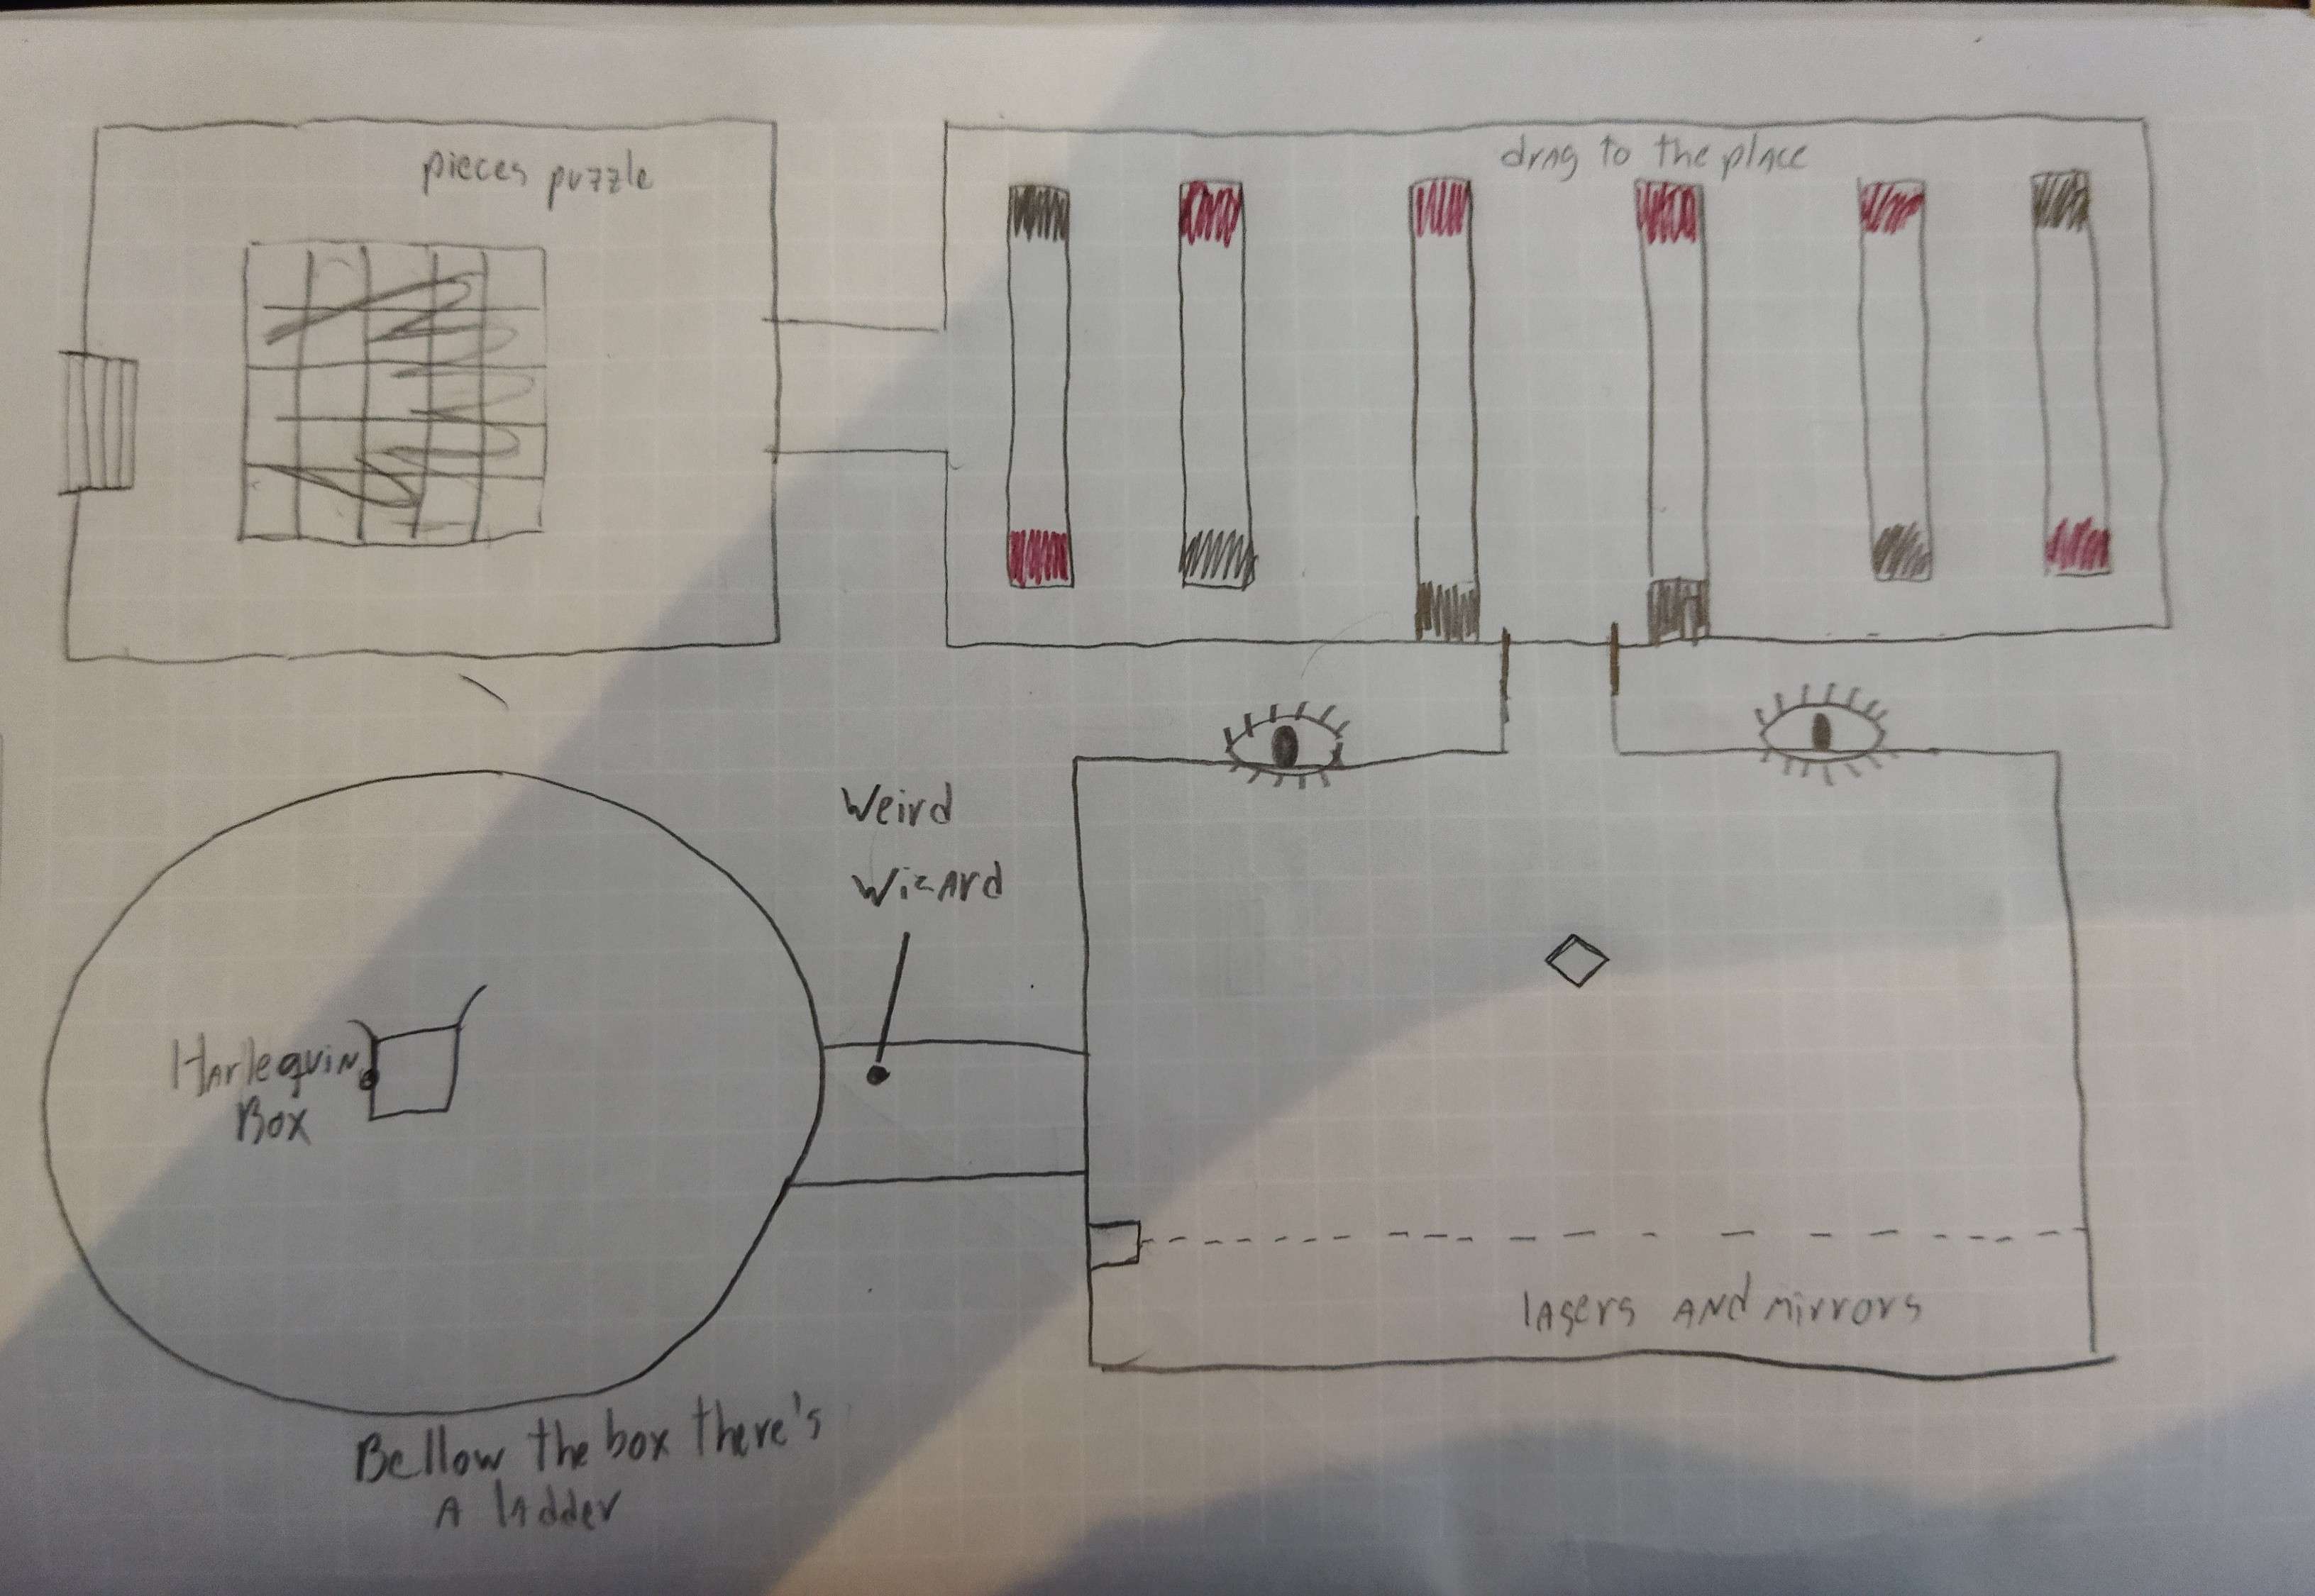 pieces puzzle
drag to the place
Weird
Wizard
Harlequin
Box
lasers and mirrors
Bellow the box there's
A ladder